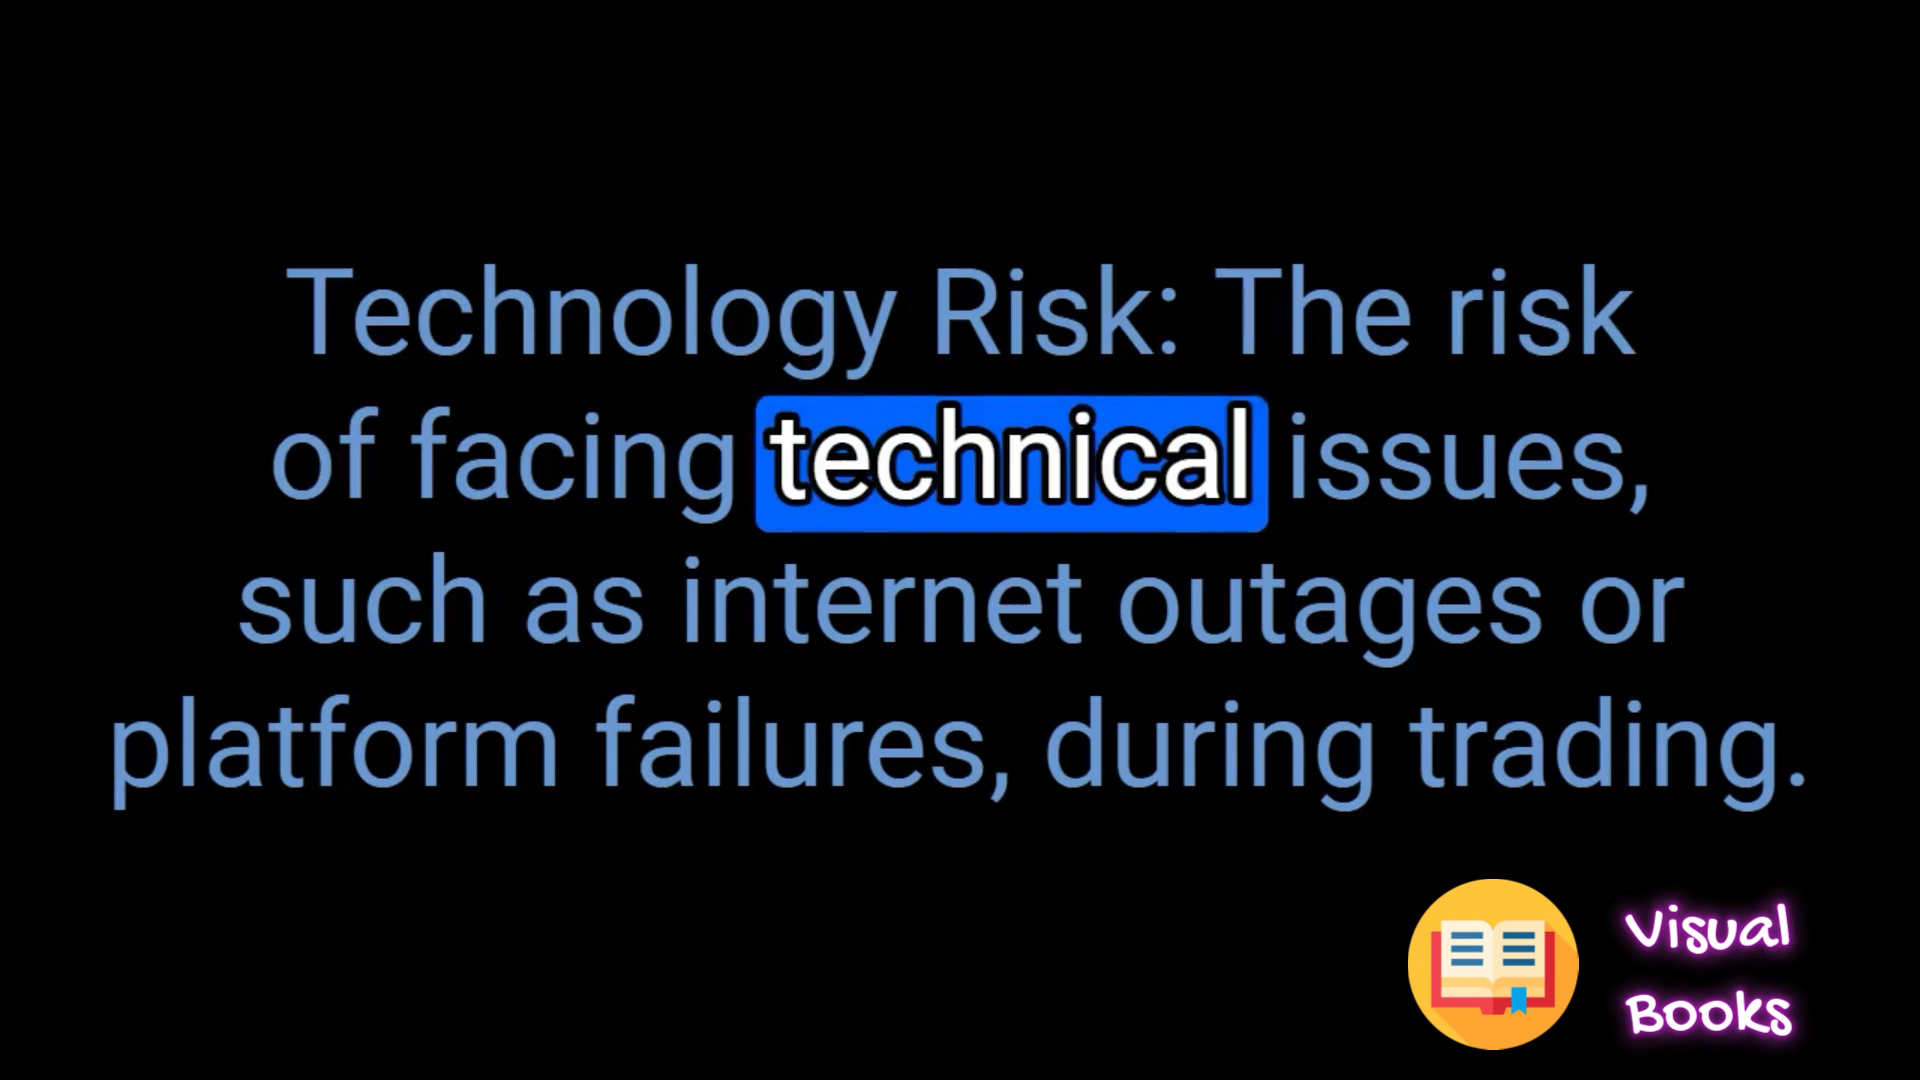 Technology Risk: The risk
of facing technical issues,
such as internet outages or
platform failures, during trading.
Visual
Books